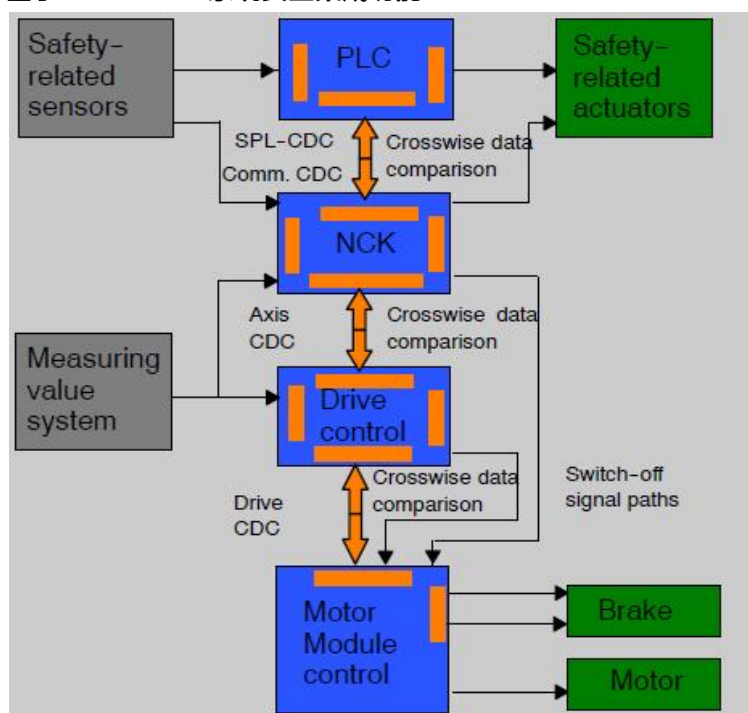 Safety-
related
sensors
PLC
Safety-
related
actuators
SPL-CDC
Comm. CDC
Crosswise data
comparison
NCK
Axis
CDC
Crosswise data
comparison
Measuring
value
system
Drive
control
Drive
CDC
Crosswise data
comparison
Switch-off
signal paths
Motor
Module
control
Brake
Motor